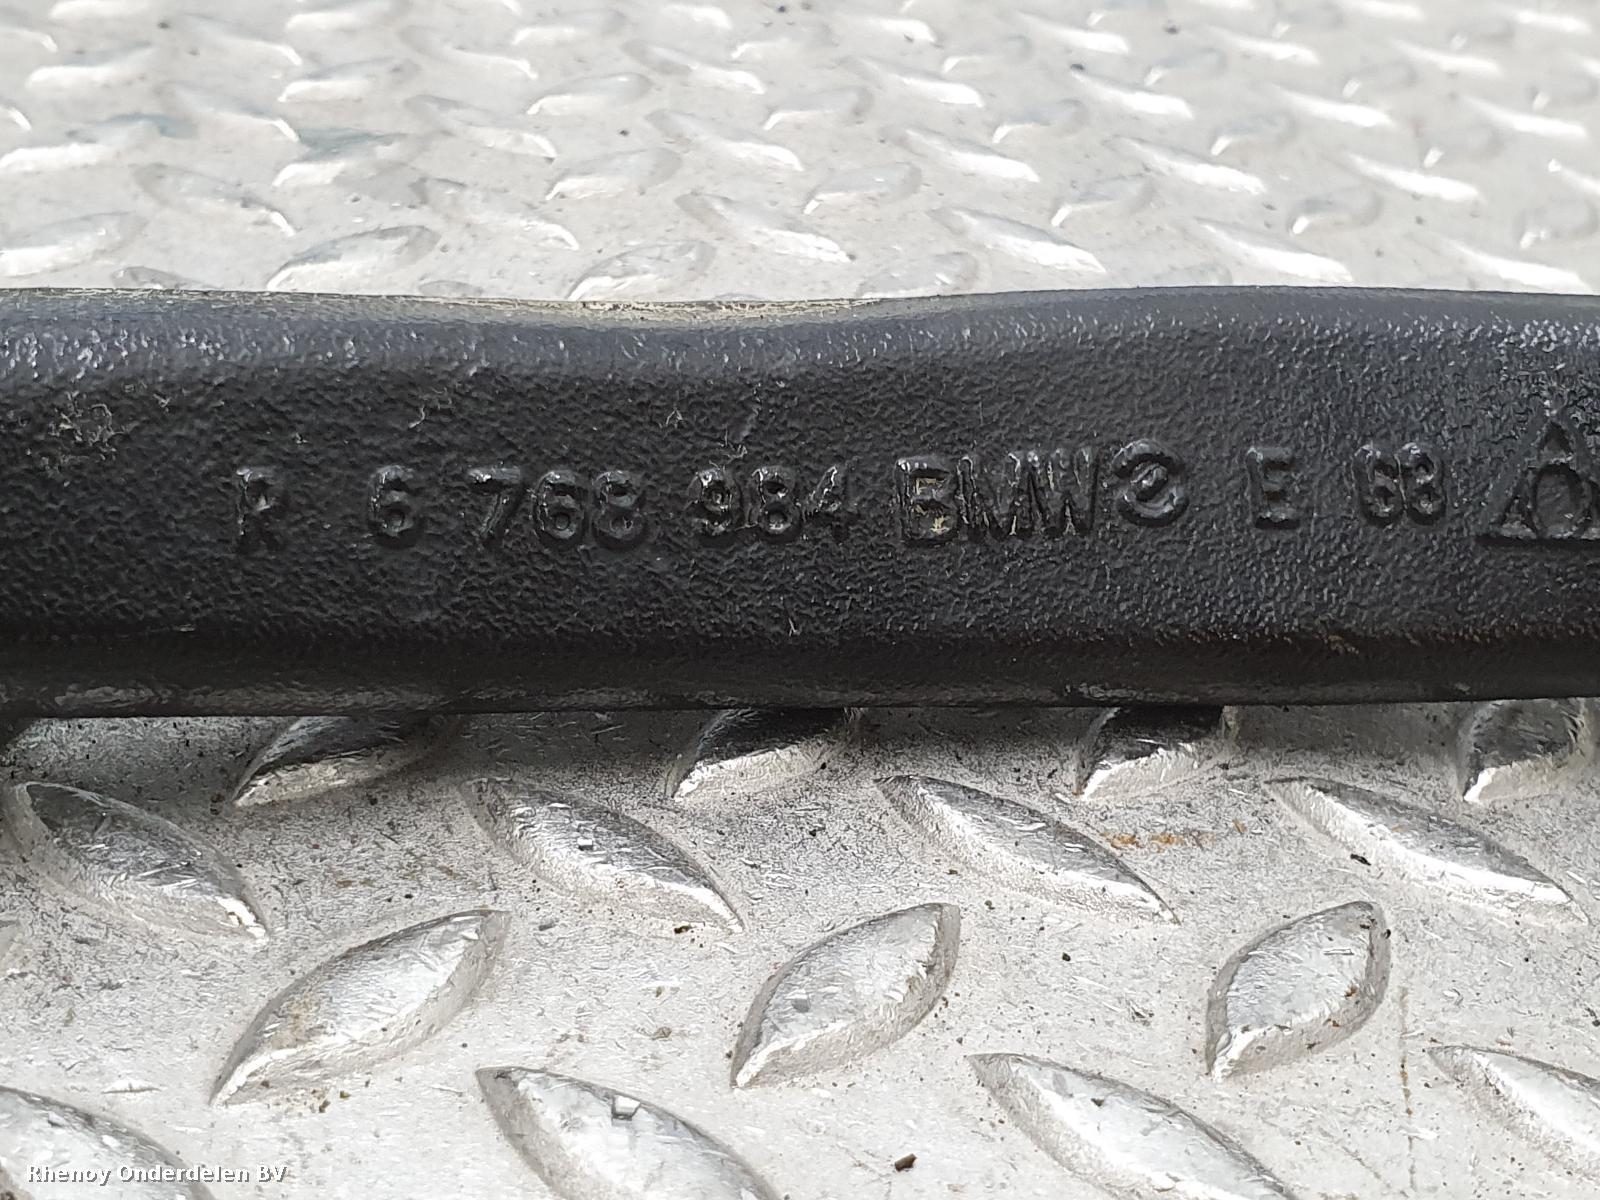 R 6 768 984 BMW E 68
Rhenoy Onderdelen BV